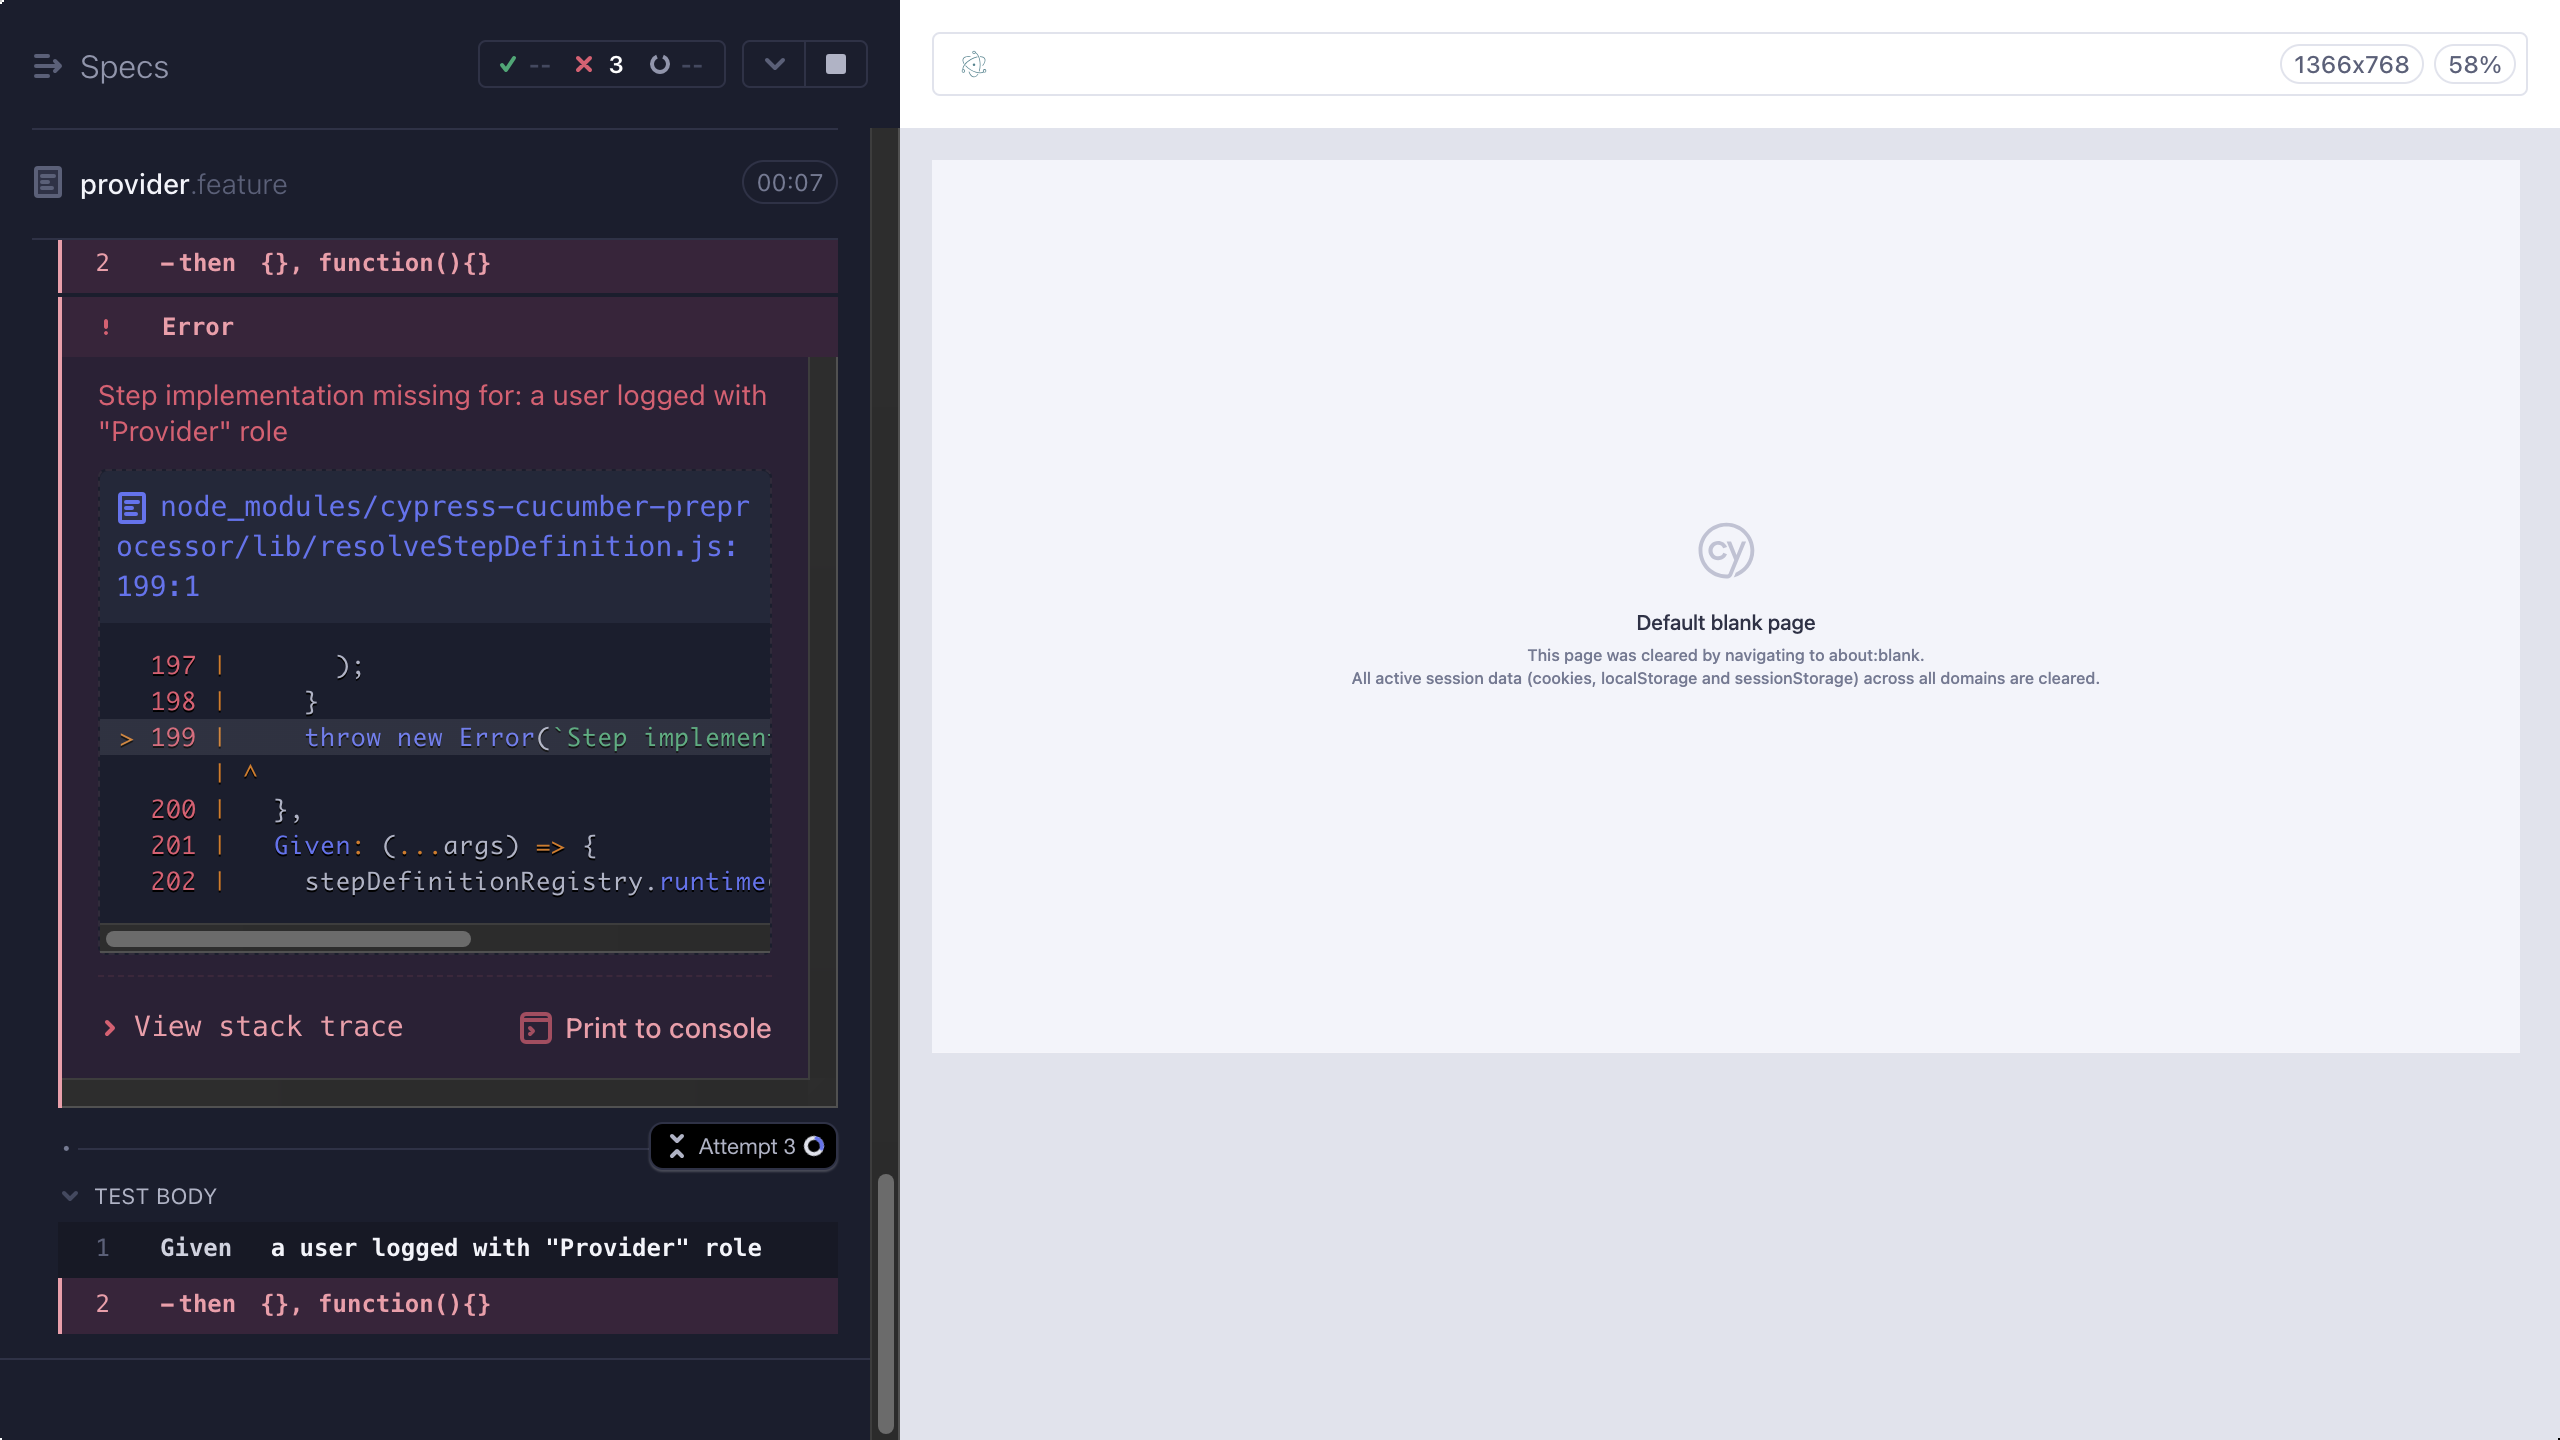 Specs
-- 3 --
provider.feature
00:07
2 -then {}, function(){}
! Error
Step implementation missing for: a user logged with
"Provider" role
node_modules/cypress-cucumber-prepr
ocessor/lib/resolveStepDefinition.js:
199:1
197 | );
198 | }
> 199 | throw new Error(`Step implement
| ^
200 | },
201 | Given: (...args) => {
202 | stepDefinitionRegistry.runtime(
View stack trace
Print to console
Attempt 3
TEST BODY
1 Given a user logged with "Provider" role
2 -then {}, function(){}
1366x768
58%
cy
Default blank page
This page was cleared by navigating to about:blank.
All active session data (cookies, localStorage and sessionStorage) across all domains are cleared.